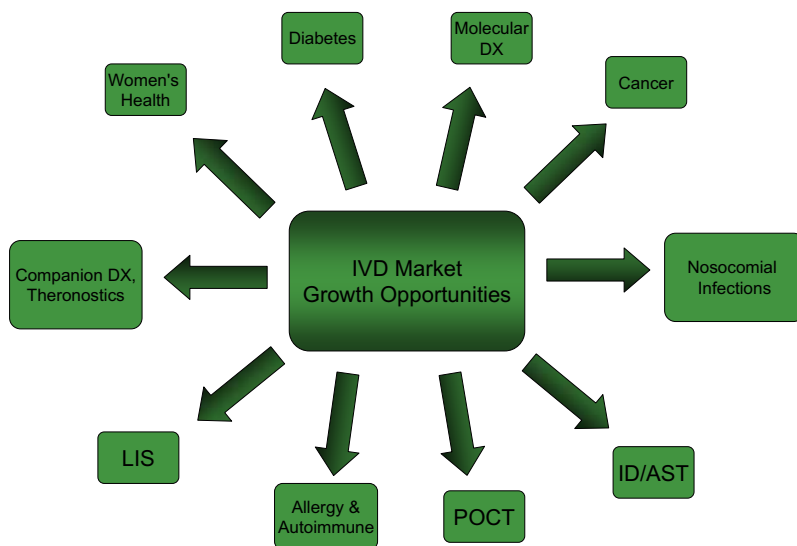 Diabetes
Molecular
DX
Women's
Health
Cancer
Companion DX,
Theronostics
IVD Market
Growth Opportunities
Nosocomial
Infections
LIS
ID/AST
Allergy &
Autoimmune
POCT